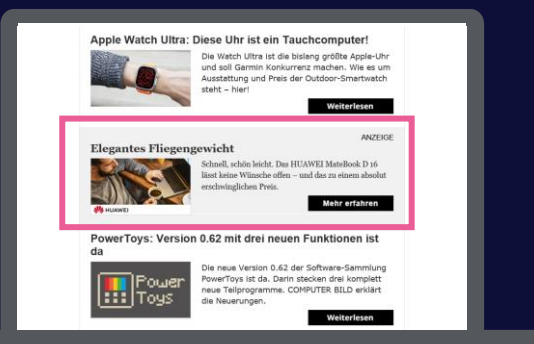 Apple Watch Ultra: Diese Uhr ist ein Tauchcomputer!
Die Watch Ultra ist die bislang größte Apple-Uhr
und soll Garmin Konkurrenz machen. Wie es um
Ausstattung und Preis der Outdoor-Smartwatch
steht – hier!
Weiterlesen
ANZEIGE
Elegantes Fliegengewicht
Schnell, schön leicht. Das HUAWEI MateBook D 16
lässt keine Wünsche offen – und das zu einem absolut
erschwinglichen Preis.
HUAWEI
Mehr erfahren
PowerToys: Version 0.62 mit drei neuen Funktionen ist
da
Power
Toys
Die neue Version 0.62 der Software-Sammlung
PowerToys ist da. Darin stecken drei komplett
neue Teilprogramme. COMPUTER BILD erklärt
die Neuerungen.
Weiterlesen